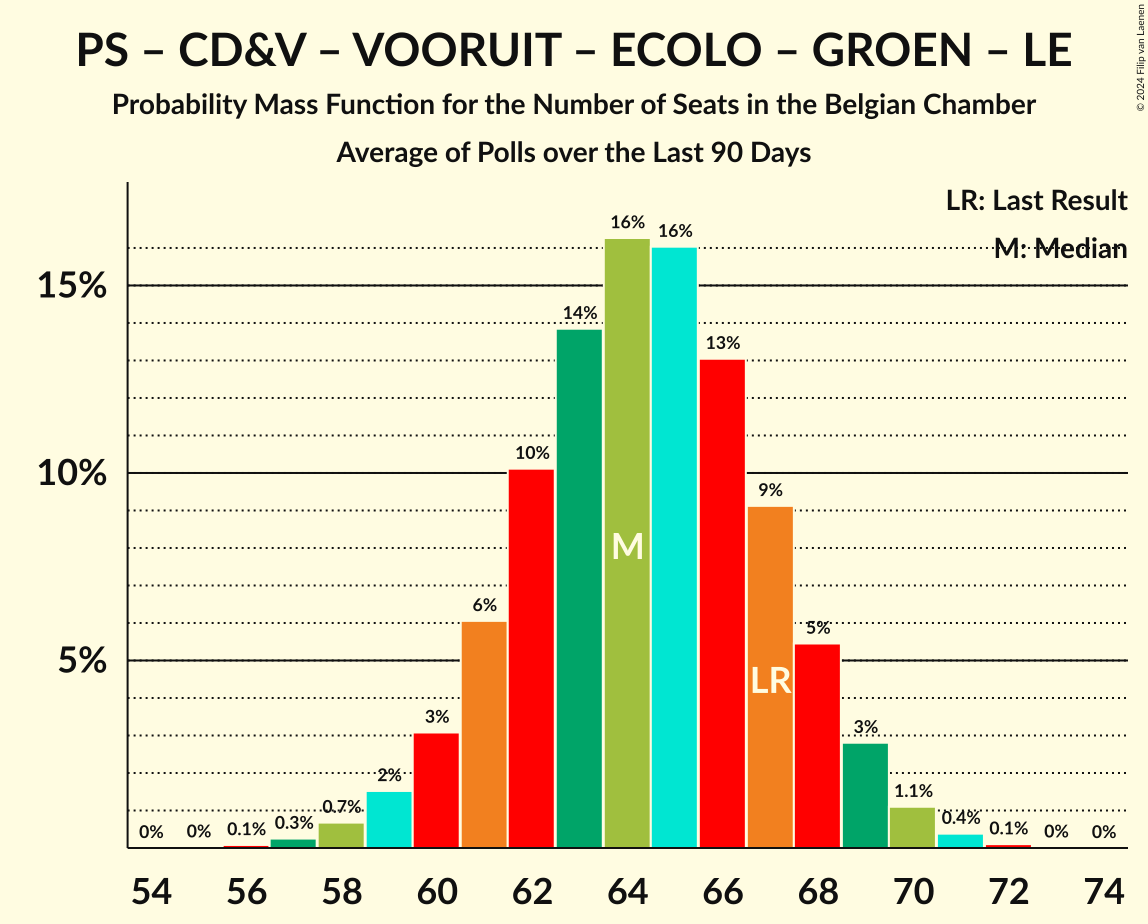 PS – CD&V – VOORUIT – ECOLO – GROEN – LE
Probability Mass Function for the Number of Seats in the Belgian Chamber
Average of Polls over the Last 90 Days
© 2024 Filip van Laenen
LR: Last Result
M: Median
15%
10%
5%
0% 0% 0.1% 0.3% 0.7% 2% 3% 6% 10% 14% 16% 16% 13% 9% 5% 3% 1.1% 0.4% 0.1% 0% 0%
M
LR
54 56 58 60 62 64 66 68 70 72 74